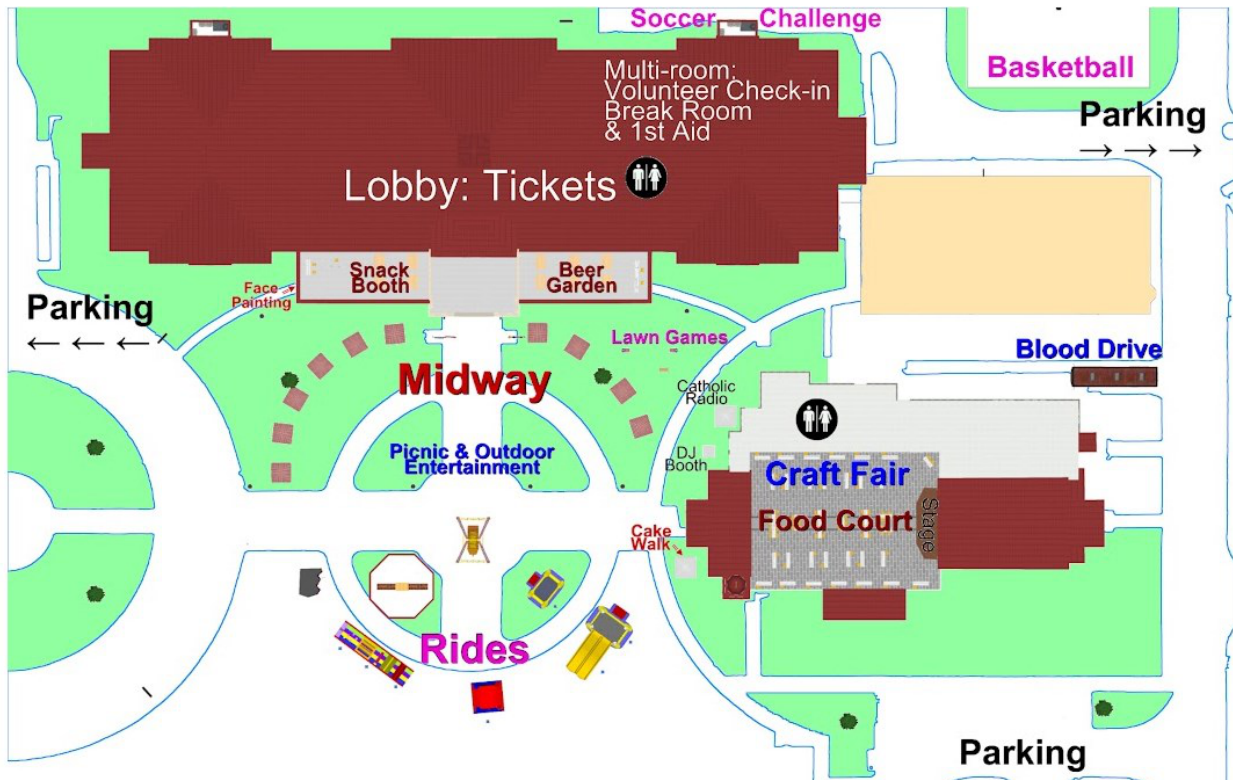 Soccer Challenge
Basketball
Multi-room:
Volunteer Check-in
Break Room
& 1st Aid
Parking
→ → →
Lobby: Tickets
Snack
Booth
Beer
Garden
Face
Painting
Parking
← ← ←
Lawn Games
Blood Drive
Midway
Catholic
Radio
Picnic & Outdoor
Entertainment
DJ
Booth
Craft Fair
Food Court
Stage
Cake
Walk
Rides
Parking